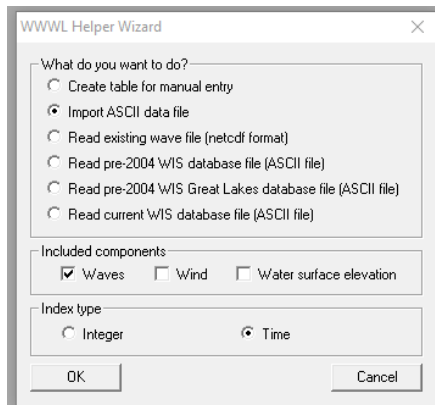 WWWL Helper Wizard
What do you want to do?
Create table for manual entry
Import ASCII data file
Read existing wave file (netcdf format)
Read pre-2004 WIS database file (ASCII file)
Read pre-2004 WIS Great Lakes database file (ASCII file)
Read current WIS database file (ASCII file)
Included components
Waves Wind Water surface elevation
Index type
Integer Time
OK Cancel